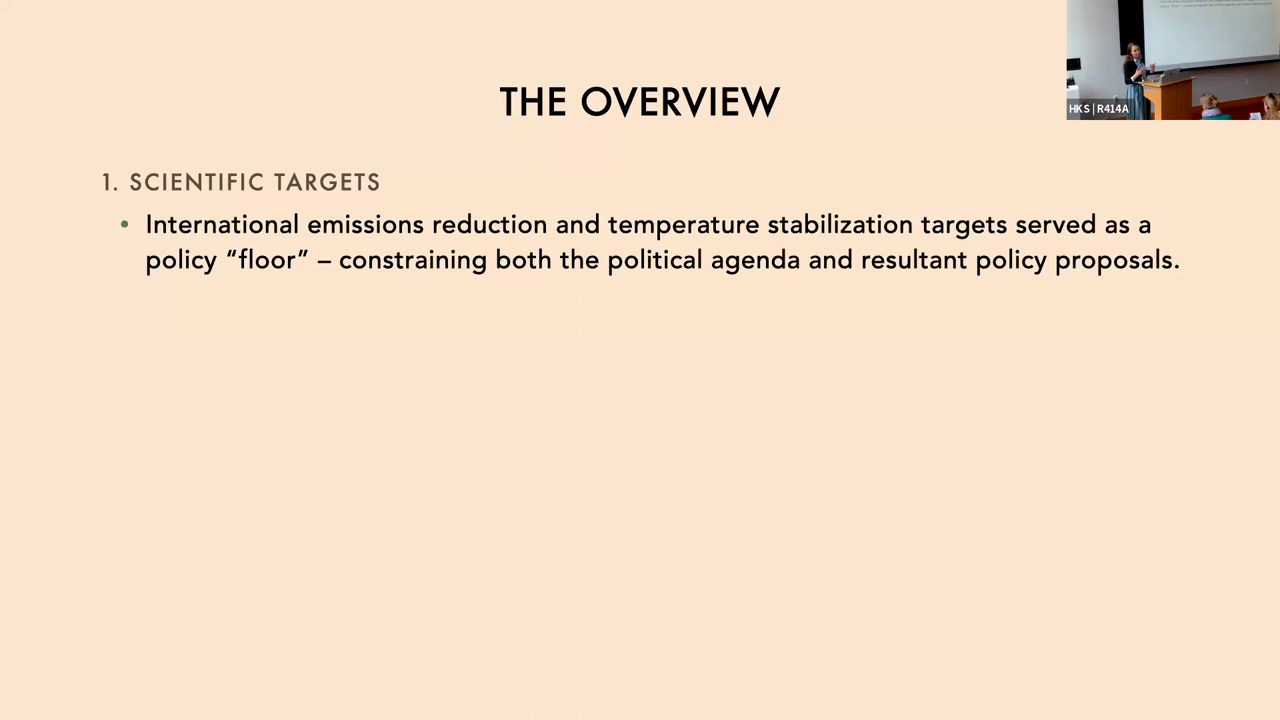 THE OVERVIEW
HKS | R414A
1. SCIENTIFIC TARGETS
• International emissions reduction and temperature stabilization targets served as a
policy “floor” – constraining both the political agenda and resultant policy proposals.